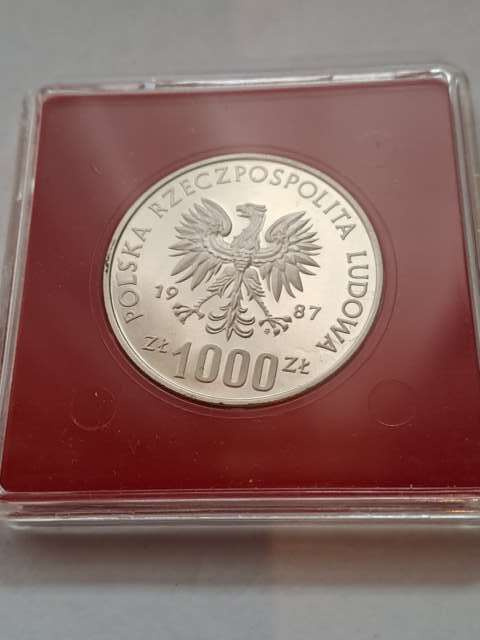 POLSKA RZECZPOSPOLITA LUDOWA
19 87
ZŁ 1000 ZŁ